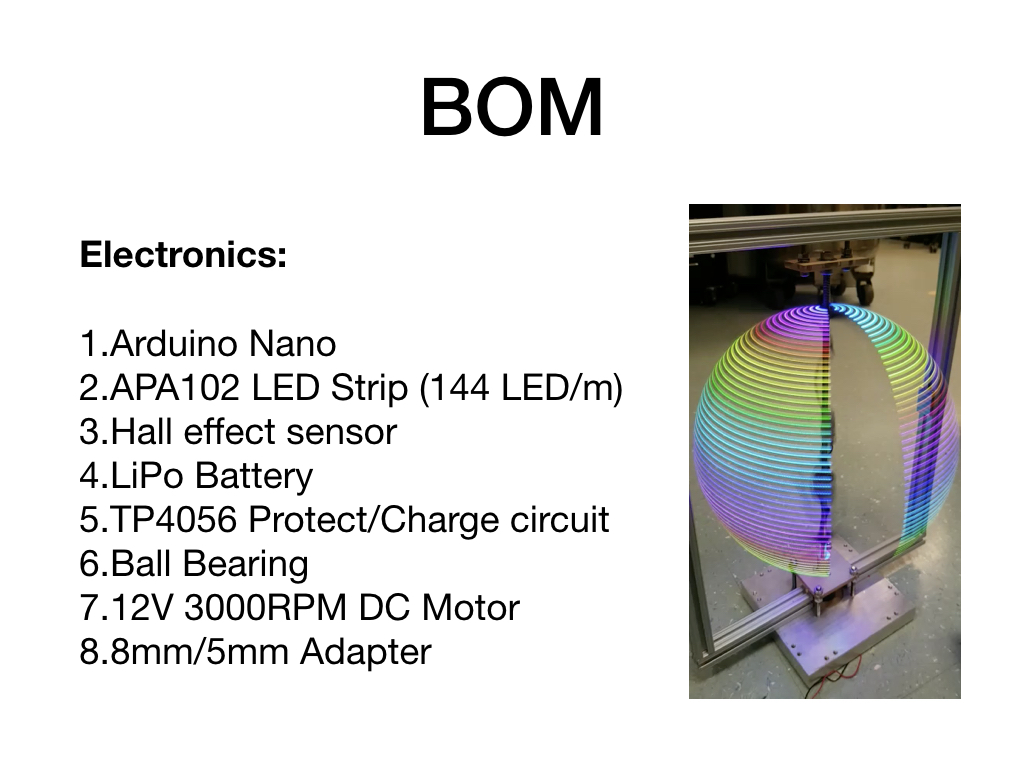 BOM
Electronics:
1.Arduino Nano
2.APA102 LED Strip (144 LED/m)
3.Hall effect sensor
4.LiPo Battery
5.TP4056 Protect/Charge circuit
6.Ball Bearing
7.12V 3000RPM DC Motor
8.8mm/5mm Adapter